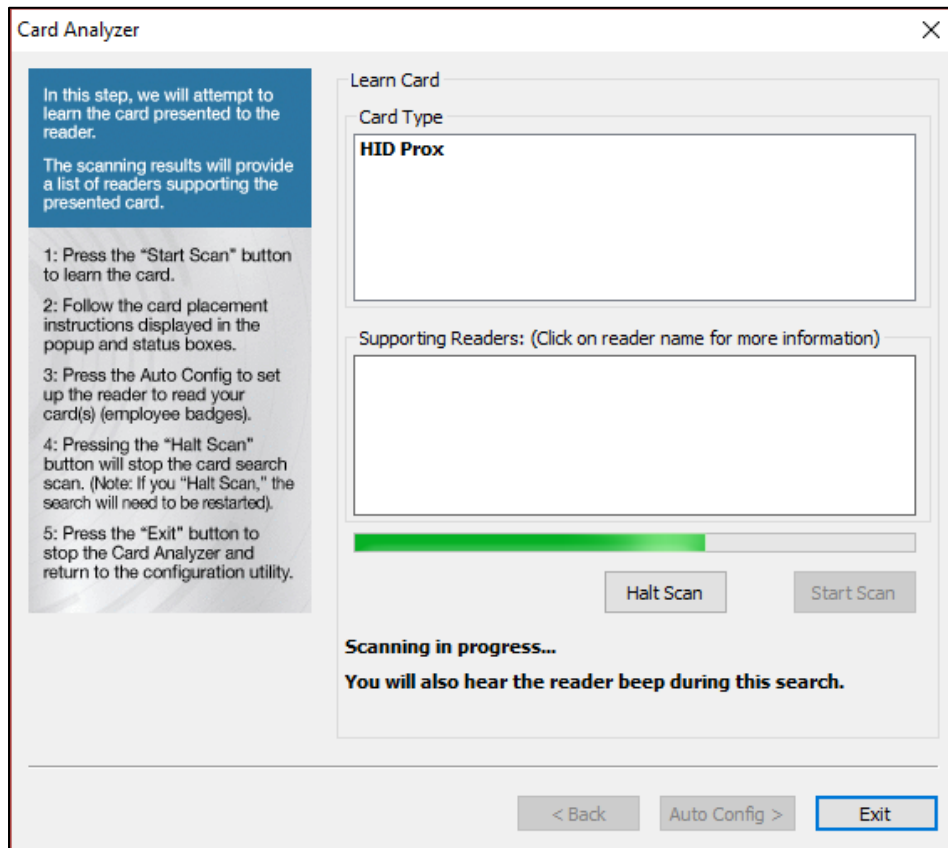 Card Analyzer
In this step, we will attempt to
learn the card presented to the
reader.
The scanning results will provide
a list of readers supporting the
presented card.
1: Press the “Start Scan” button
to learn the card.
2: Follow the card placement
instructions displayed in the
popup and status boxes.
3: Press the Auto Config to set
up the reader to read your
card(s) (employee badges).
4: Pressing the “Halt Scan”
button will stop the card search
scan. (Note: If you “Halt Scan,” the
search will need to be restarted).
5: Press the “Exit” button to
stop the Card Analyzer and
return to the configuration utility.
Learn Card
Card Type
HID Prox
Supporting Readers: (Click on reader name for more information)
Halt Scan
Start Scan
Scanning in progress...
You will also hear the reader beep during this search.
< Back
Auto Config >
Exit